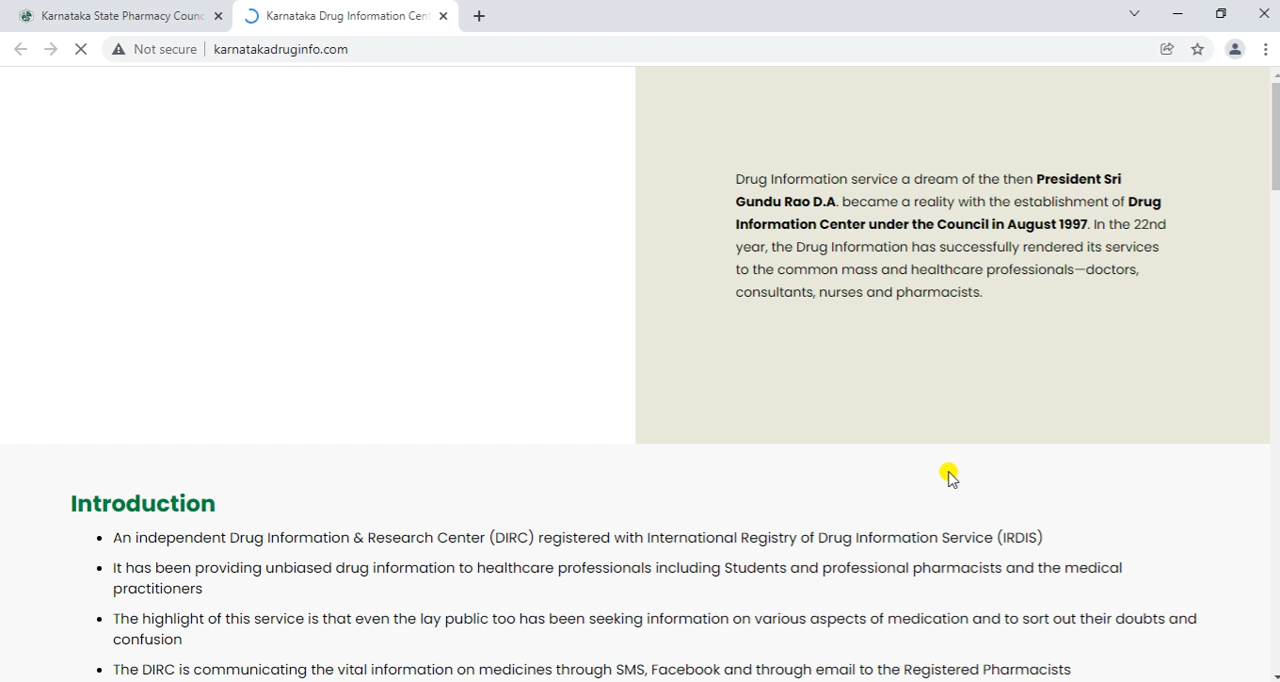 Karnataka State Pharmacy Counc
Karnataka Drug Information Cent
Not secure
karnatakadruginfo.com
Drug Information service a dream of the then President Sri
Gundu Rao D.A. became a reality with the establishment of Drug
Information Center under the Council in August 1997. In the 22nd
year, the Drug Information has successfully rendered its services
to the common mass and healthcare professionals—doctors,
consultants, nurses and pharmacists.
Introduction
• An independent Drug Information & Research Center (DIRC) registered with International Registry of Drug Information Service (IRDIS)
• It has been providing unbiased drug information to healthcare professionals including Students and professional pharmacists and the medical
practitioners
• The highlight of this service is that even the lay public too has been seeking information on various aspects of medication and to sort out their doubts and
confusion
• The DIRC is communicating the vital information on medicines through SMS, Facebook and through email to the Registered Pharmacists